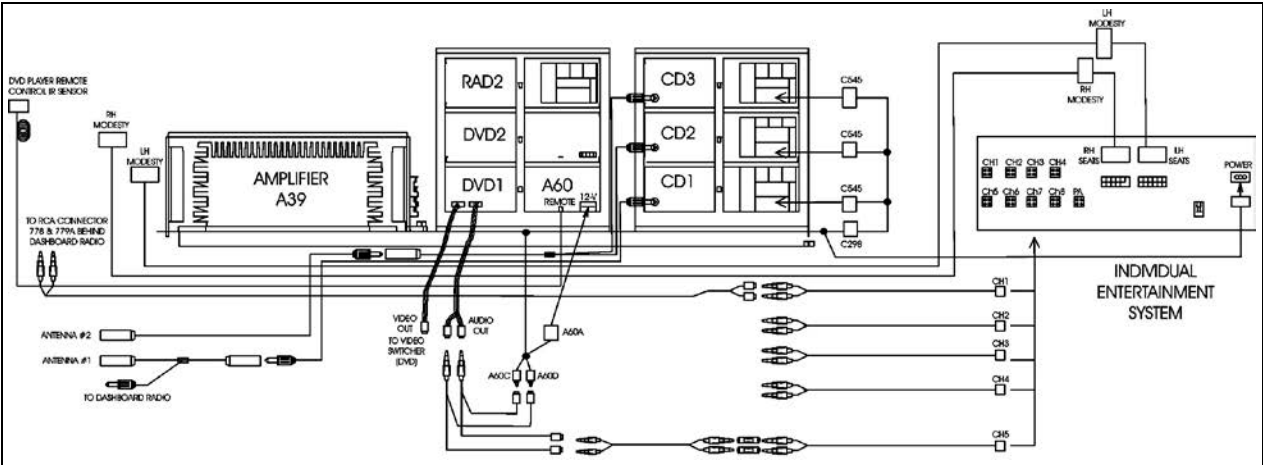 LH
MODESTY
RH
MODESTY
DVD PLAYER REMOTE
CONTROL IR SENSOR
RH
MODESTY
LH
MODESTY
AMPLIFIER
A39
RAD2
DVD2
DVD1
A60
REMOTE
12-V
CD3
CD2
CD1
C545
C545
C545
C298
RH
SEATS
LH
SEATS
POWER
CH1 CH2 CH3 CH4
Ch5 Ch6 Ch7 Ch8 PA
INDIVIDUAL
ENTERTAINMENT
SYSTEM
TO RCA CONNECTOR
778 & 779A BEHIND
DASHBOARD RADIO
ANTENNA #2
ANTENNA #1
TO DASHBOARD RADIO
VIDEO
OUT
TO VIDEO
SWITCHER
(DVD)
AUDIO
OUT
A60A
A60C
A60D
CH1
CH2
CH3
CH4
CH5